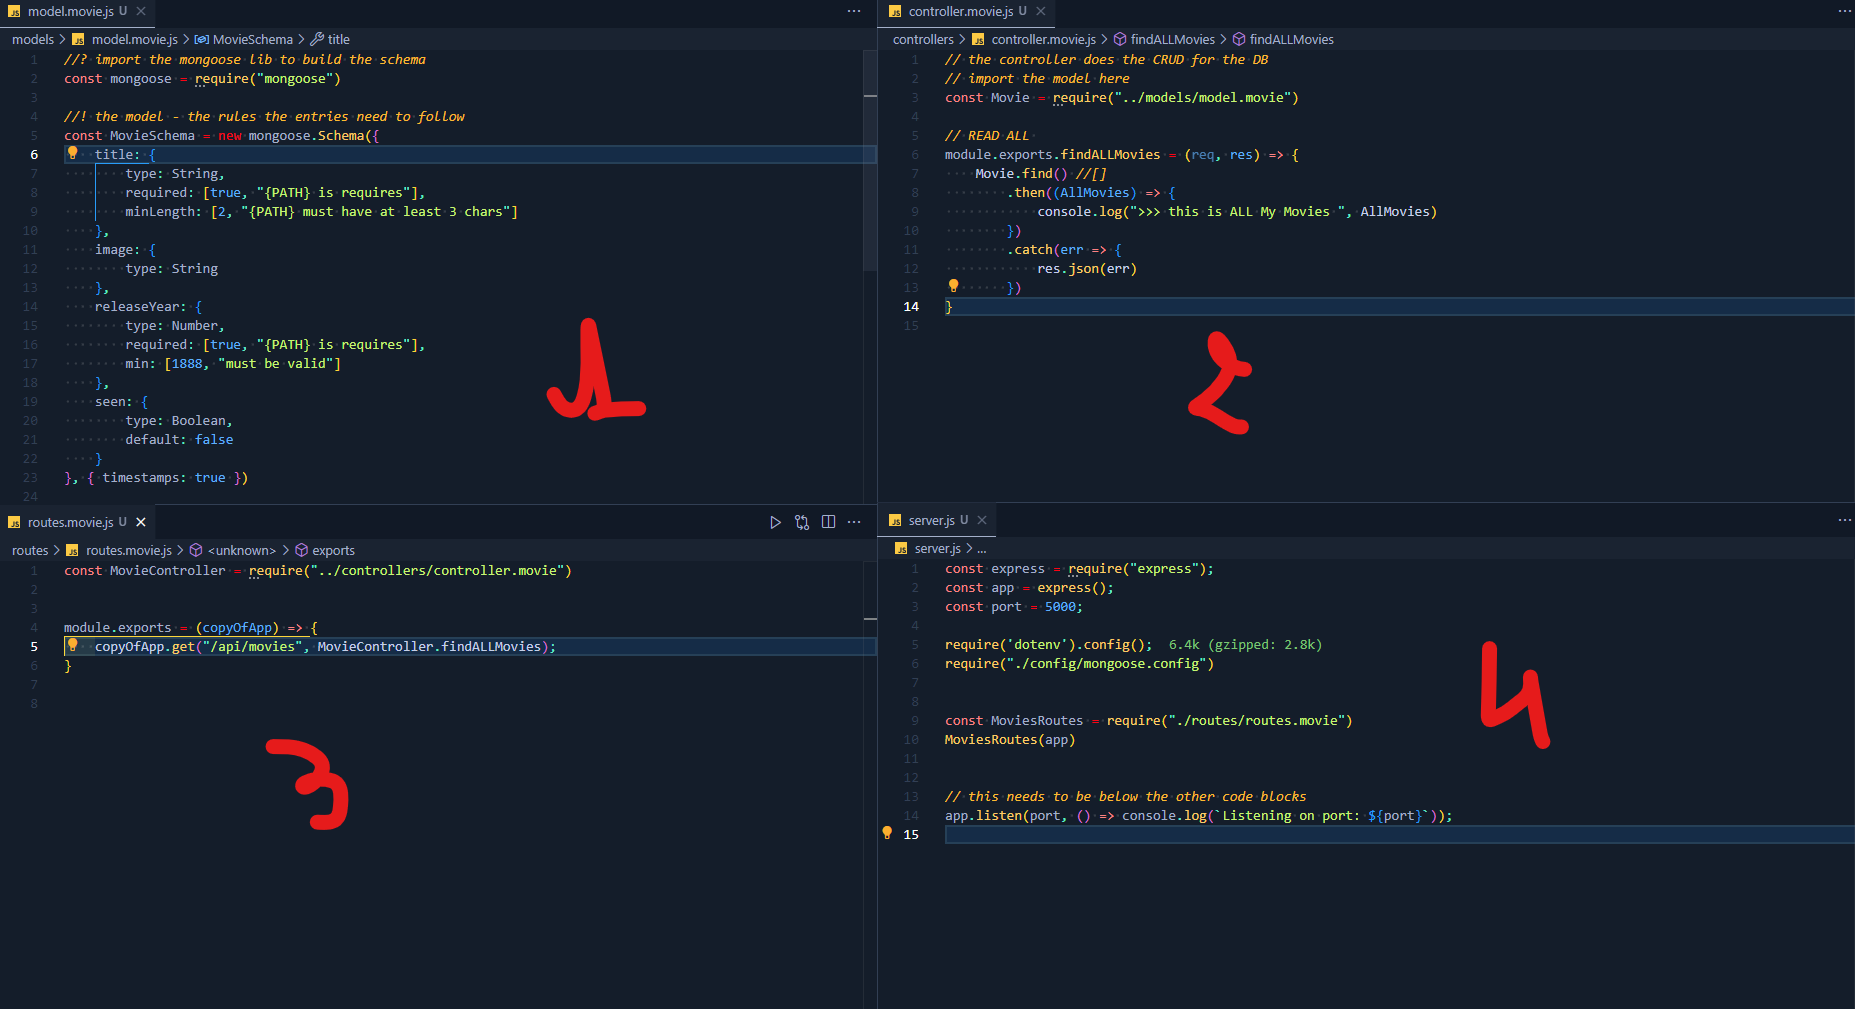 model.movie.js U
models > model.movie.js > MovieSchema > title
1 //? import the mongoose lib to build the schema
2 const mongoose = require("mongoose")
3
4 //! the model - the rules the entries need to follow
5 const MovieSchema = new mongoose.Schema({
6 title: {
7 type: String,
8 required: [true, "{PATH} is requires"],
9 minLength: [2, "{PATH} must have at least 3 chars"]
10 },
11 image: {
12 type: String
13 },
14 releaseYear: {
15 type: Number,
16 required: [true, "{PATH} is requires"],
17 min: [1888, "must be valid"]
18 },
19 seen: {
20 type: Boolean,
21 default: false
22 }
23 }, { timestamps: true })
24
1
controller.movie.js U
controllers > controller.movie.js > findALLMovies > findALLMovies
1 // the controller does the CRUD for the DB
2 // import the model here
3 const Movie = require("../models/model.movie")
4
5 // READ ALL
6 module.exports.findALLMovies = (req, res) => {
7 Movie.find() //[]
8 .then((AllMovies) => {
9 console.log(">>> this is ALL My Movies ", AllMovies)
10 })
11 .catch(err => {
12 res.json(err)
13 })
14 }
15
2
routes.movie.js U
routes > routes.movie.js > <unknown> > exports
1 const MovieController = require("../controllers/controller.movie")
2
3
4 module.exports = (copyOfApp) => {
5 copyOfApp.get("/api/movies", MovieController.findALLMovies);
6 }
7
8
3
server.js U
server.js > ...
1 const express = require("express");
2 const app = express();
3 const port = 5000;
4
5 require('dotenv').config(); 6.4k (gzipped: 2.8k)
6 require("./config/mongoose.config")
7
8
9 const MoviesRoutes = require("./routes/routes.movie")
10 MoviesRoutes(app)
11
12
13 // this needs to be below the other code blocks
14 app.listen(port, () => console.log(`Listening on port: ${port}`));
15
4